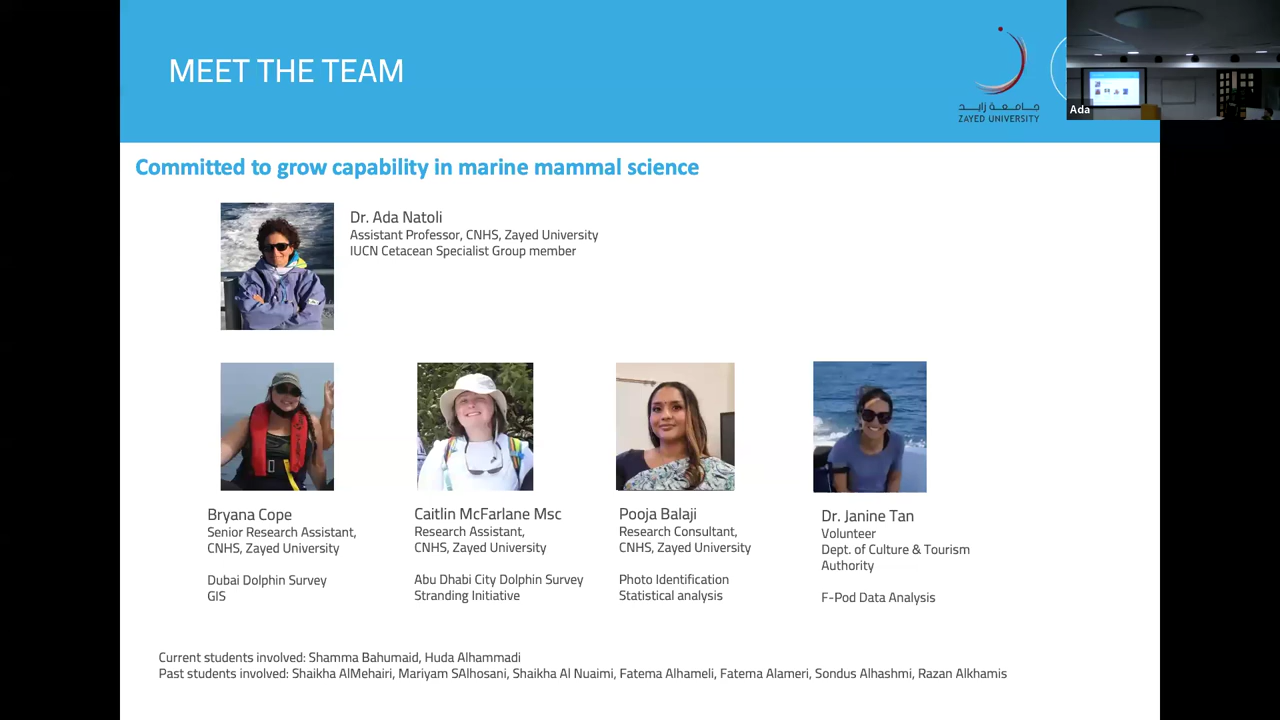 MEET THE TEAM
جامعة زايد
ZAYED UNIVERSITY
Ada
Committed to grow capability in marine mammal science
Dr. Ada Natoli
Assistant Professor, CNHS, Zayed University
IUCN Cetacean Specialist Group member
Bryana Cope
Senior Research Assistant,
CNHS, Zayed University
Dubai Dolphin Survey
GIS
Caitlin McFarlane Msc
Research Assistant,
CNHS, Zayed University
Abu Dhabi City Dolphin Survey
Stranding Initiative
Pooja Balaji
Research Consultant,
CNHS, Zayed University
Photo Identification
Statistical analysis
Dr. Janine Tan
Volunteer
Dept. of Culture & Tourism
Authority
F-Pod Data Analysis
Current students involved: Shamma Bahumaid, Huda Alhammadi
Past students involved: Shaikha AlMehairi, Mariyam SAlhosani, Shaikha Al Nuaimi, Fatema Alhameli, Fatema Alameri, Sondus Alhashmi, Razan Alkhamis